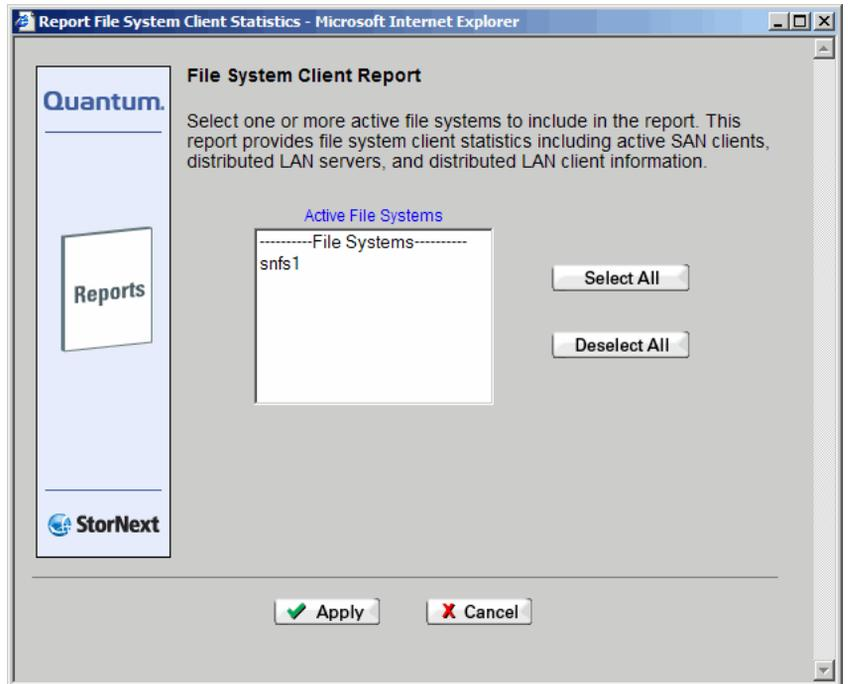 Report File System Client Statistics - Microsoft Internet Explorer
Quantum.
Reports
StorNext
File System Client Report
Select one or more active file systems to include in the report. This
report provides file system client statistics including active SAN clients,
distributed LAN servers, and distributed LAN client information.
Active File Systems
----------File Systems----------
snfs1
Select All
Deselect All
Apply
Cancel